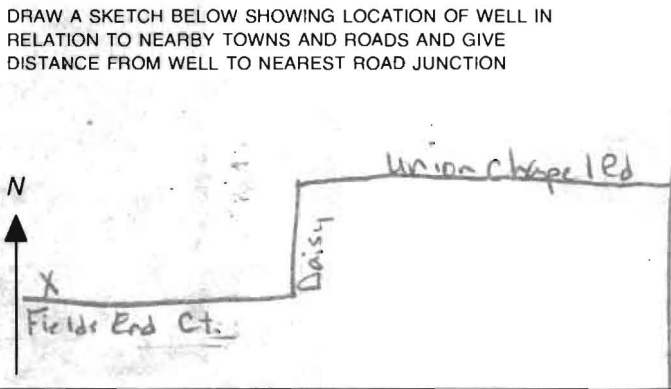 DRAW A SKETCH BELOW SHOWING LOCATION OF WELL IN
RELATION TO NEARBY TOWNS AND ROADS AND GIVE
DISTANCE FROM WELL TO NEAREST ROAD JUNCTION
Union Chapel Rd
N
Daisy
X
Fields End Ct.